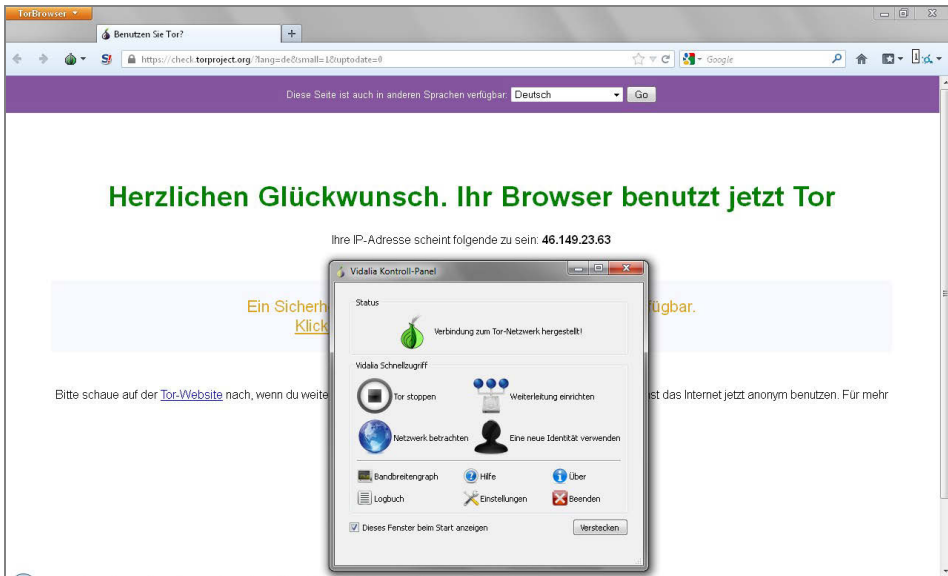 TorBrowser
Benutzen Sie Tor?
https://check.torproject.org/?lang=de&small=1&uptodate=0
Google
Diese Seite ist auch in anderen Sprachen verfügbar: Deutsch Go
Herzlichen Glückwunsch. Ihr Browser benutzt jetzt Tor
Ihre IP-Adresse scheint folgende zu sein: 46.149.23.63
Ein Sicherh
fügbar.
Klick
Bitte schaue auf der Tor-Website nach, wenn du weite
st das Internet jetzt anonym benutzen. Für mehr
Vidalia Kontroll-Panel
Status
Verbindung zum Tor-Netzwerk hergestellt!
Vidalia Schnellzugriff
Tor stoppen
Weiterleitung einrichten
Netzwerk betrachten
Eine neue Identität verwenden
Bandbreitengraph
Hilfe
Über
Logbuch
Einstellungen
Beenden
Dieses Fenster beim Start anzeigen
Verstecken